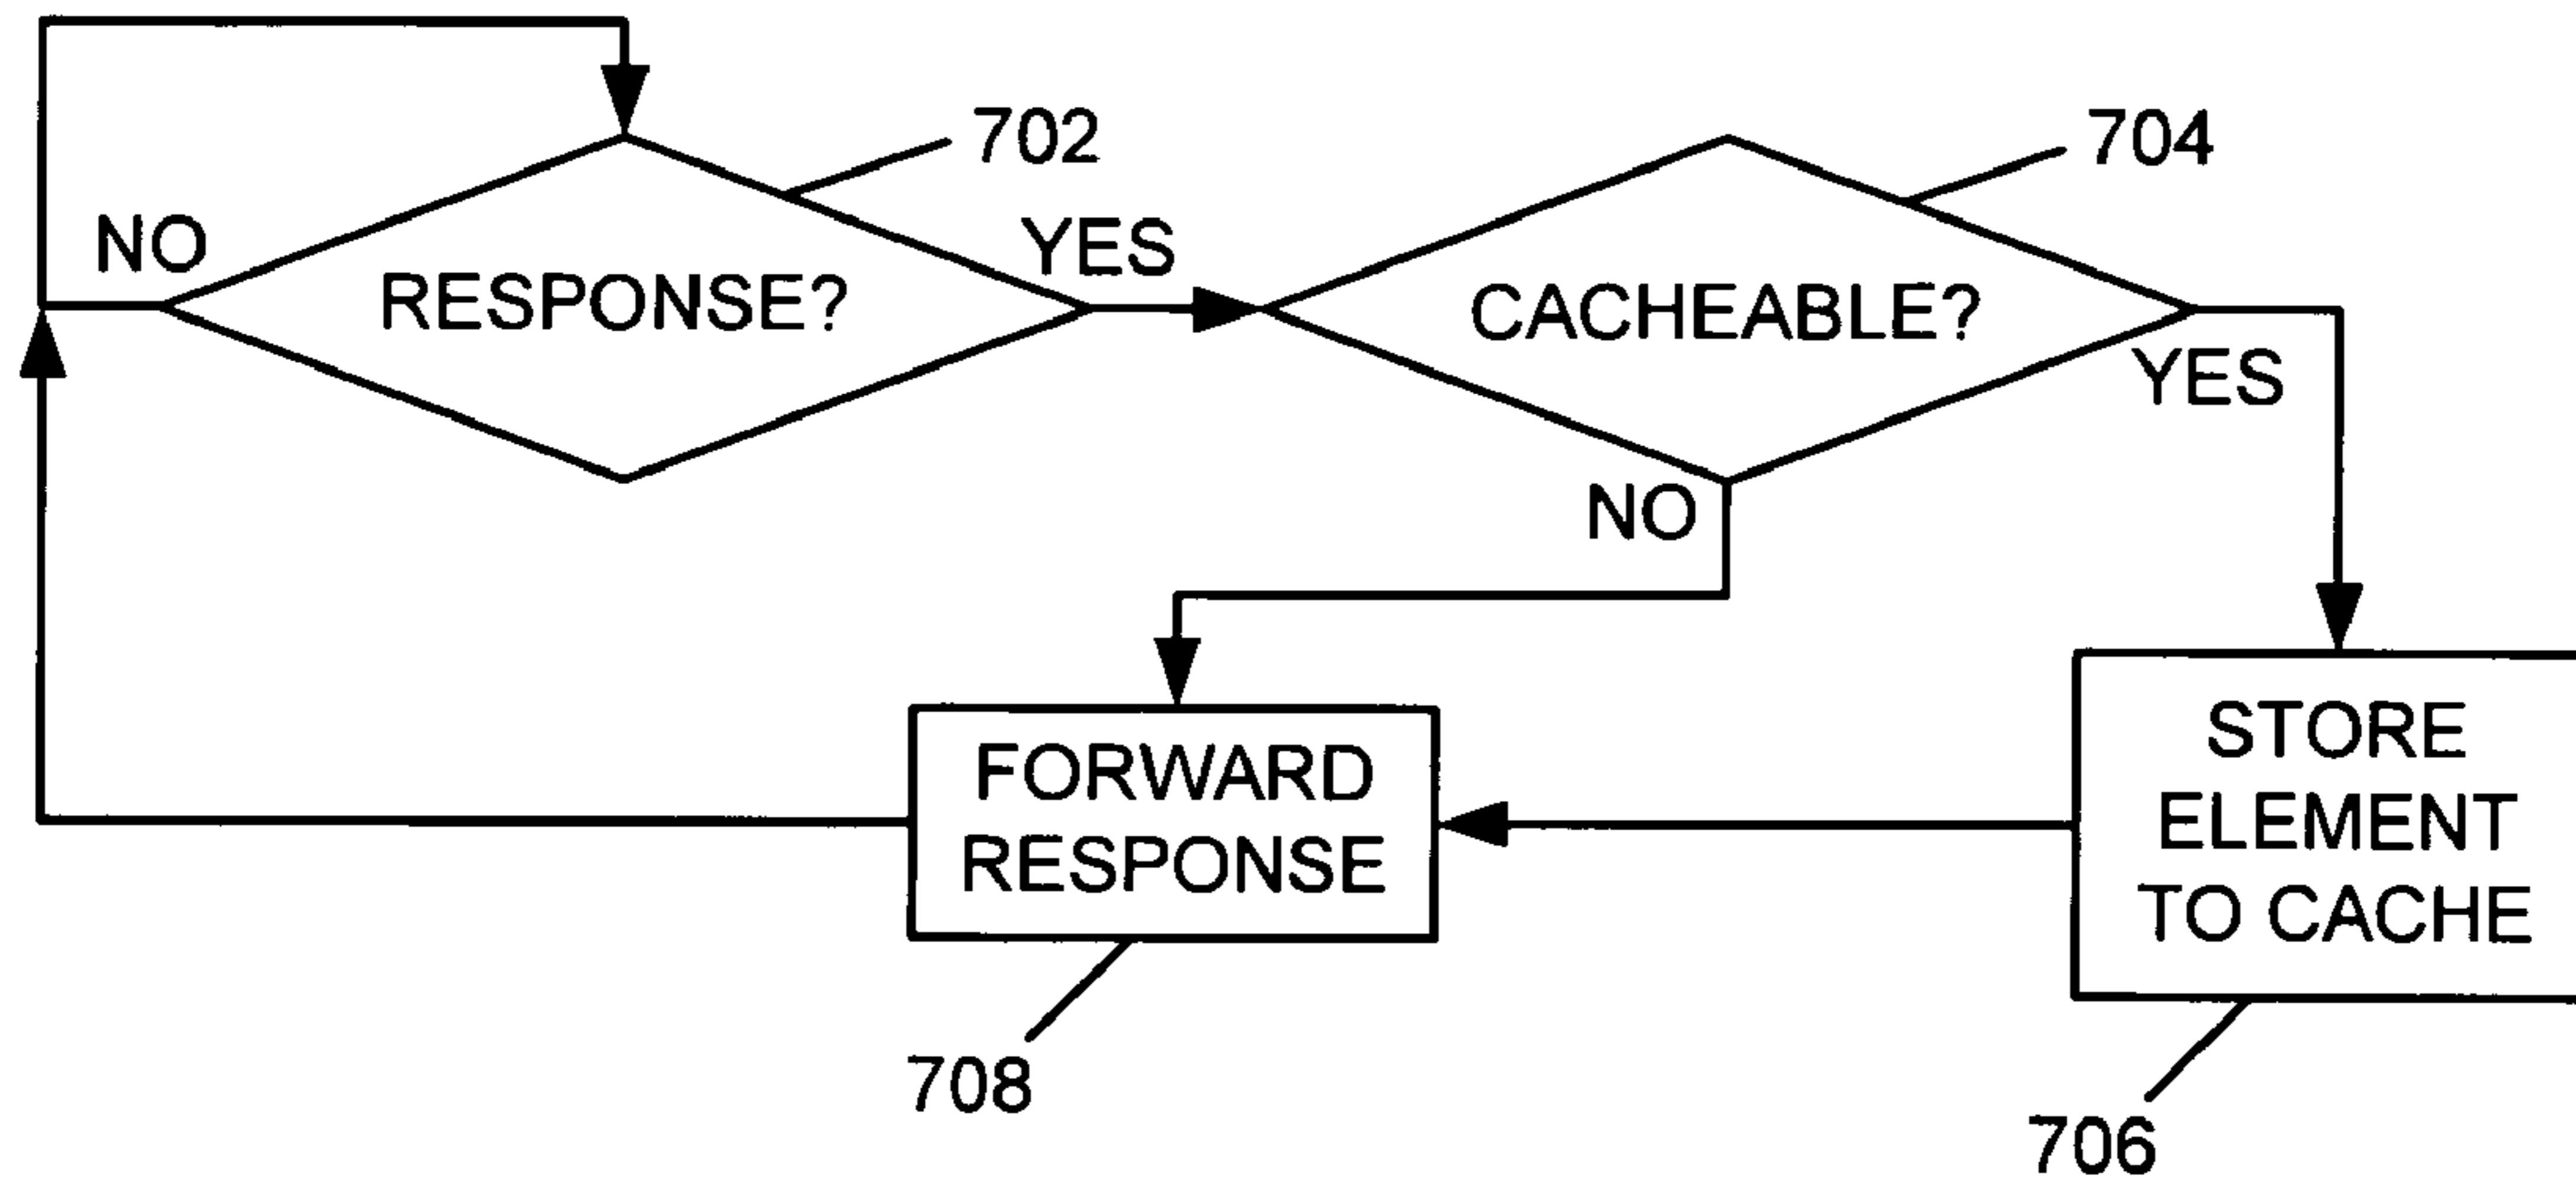 702
704
NO
YES
RESPONSE?
CACHEABLE?
YES
NO
FORWARD
RESPONSE
STORE
ELEMENT
TO CACHE
708
706